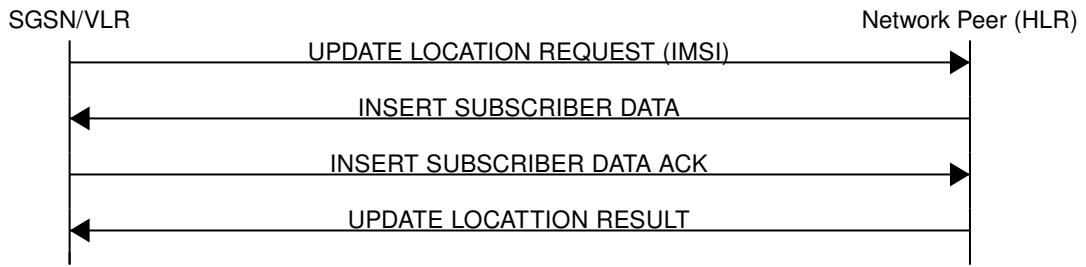 SGSN/VLR
Network Peer (HLR)
UPDATE LOCATION REQUEST (IMSI)
INSERT SUBSCRIBER DATA
INSERT SUBSCRIBER DATA ACK
UPDATE LOCATTION RESULT